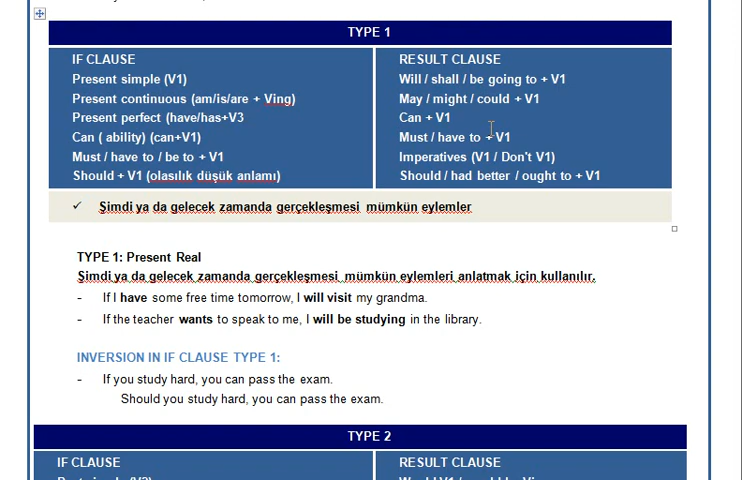 TYPE 1
IF CLAUSE
Present simple (V1)
Present continuous (am/is/are + Ving)
Present perfect (have/has+V3
Can ( ability) (can+V1)
Must / have to / be to + V1
Should + V1 (olasılık düşük anlamı)
RESULT CLAUSE
Will / shall / be going to + V1
May / might / could + V1
Can + V1
Must / have to + V1
Imperatives (V1 / Don't V1)
Should / had better / ought to + V1
✓ Şimdi ya da gelecek zamanda gerçekleşmesi mümkün eylemler
TYPE 1: Present Real
Şimdi ya da gelecek zamanda gerçekleşmesi mümkün eylemleri anlatmak için kullanılır.
- If I have some free time tomorrow, I will visit my grandma.
- If the teacher wants to speak to me, I will be studying in the library.
INVERSION IN IF CLAUSE TYPE 1:
- If you study hard, you can pass the exam.
Should you study hard, you can pass the exam.
TYPE 2
IF CLAUSE
RESULT CLAUSE